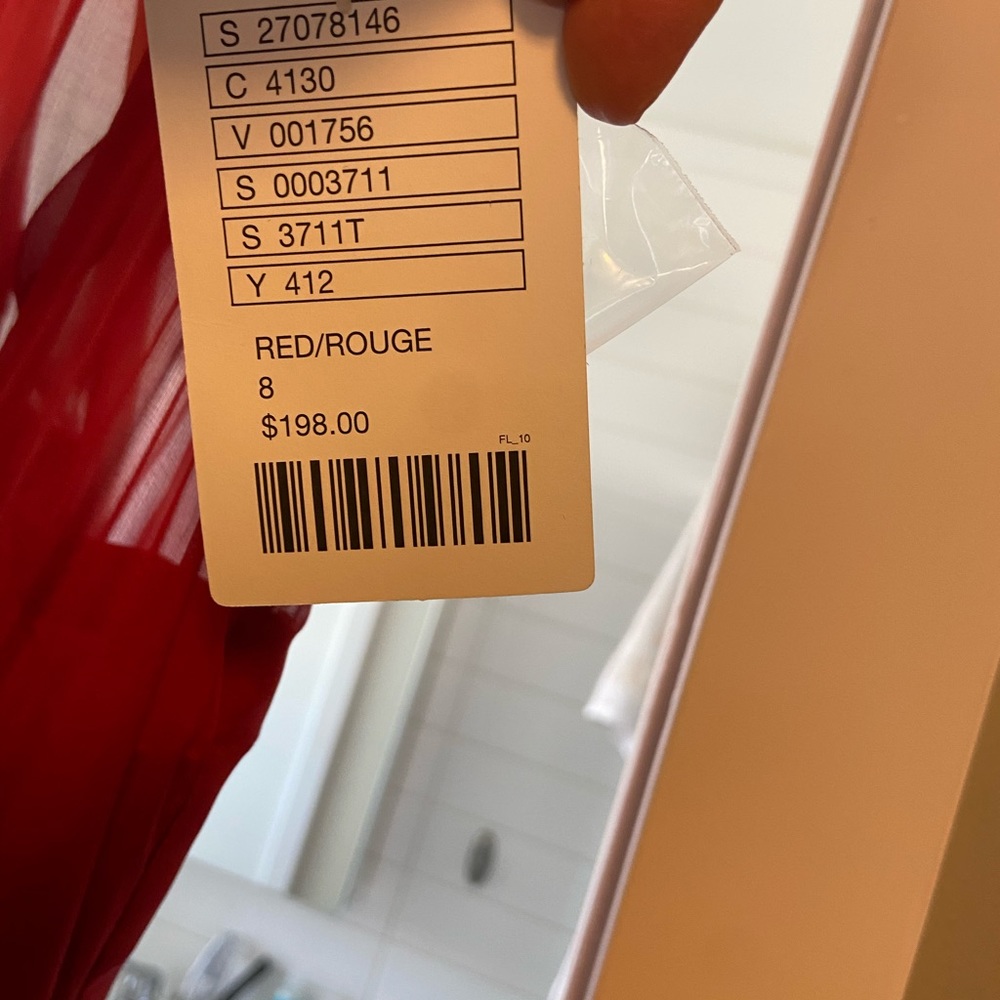 S 27078146
C 4130
V 001756
S 0003711
S 3711T
Y 412
RED/ROUGE
8
$198.00
FL_10